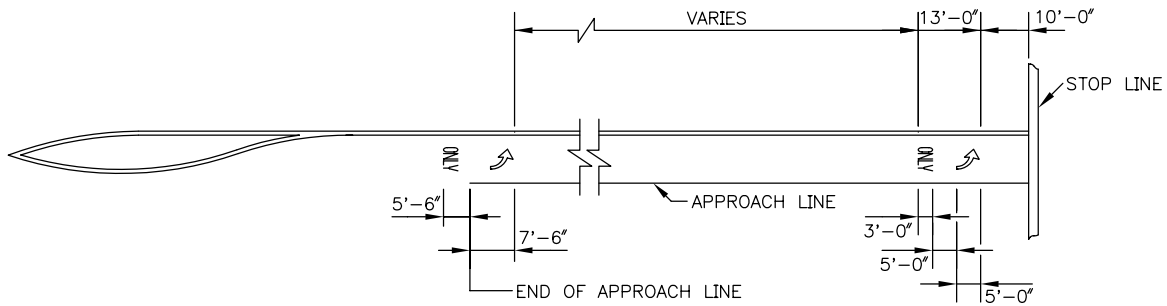 VARIES
13'-0"
10'-0"
STOP LINE
ONLY
ONLY
5'-6"
APPROACH LINE
3'-0"
7'-6"
5'-0"
END OF APPROACH LINE
5'-0"